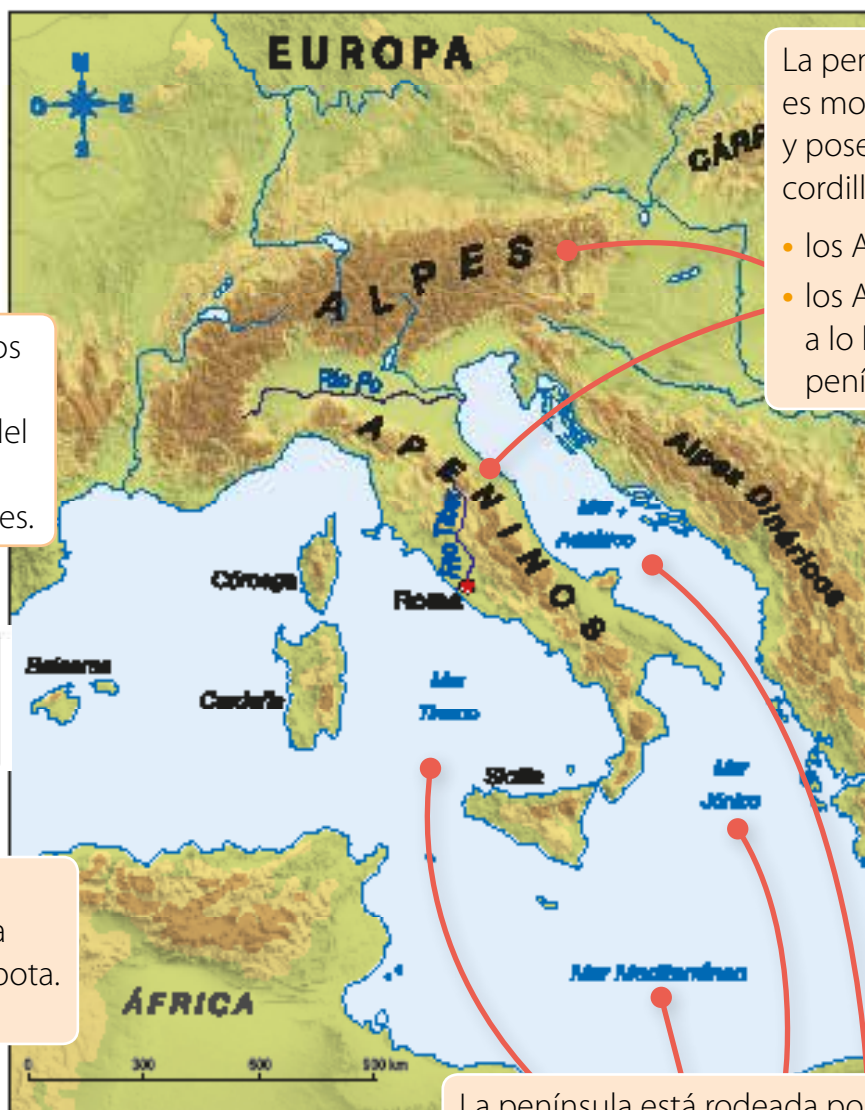 EUROPA
N
O E
S
La pen
es mo
y pose
cordill
• los A
• los A
a lo l
pení
CÁRP
ALPES
os
del
es.
Río Po
APENINOS
Río Tíber
Mar
Adriático
Alpes Dináricos
Córcega
Roma
Baleares
Cerdeña
Mar
Tirreno
Sicilia
Mar
Jónico
a
bota.
Mar Mediterráneo
ÁFRICA
0 300 600 900 km
La península está rodeada po